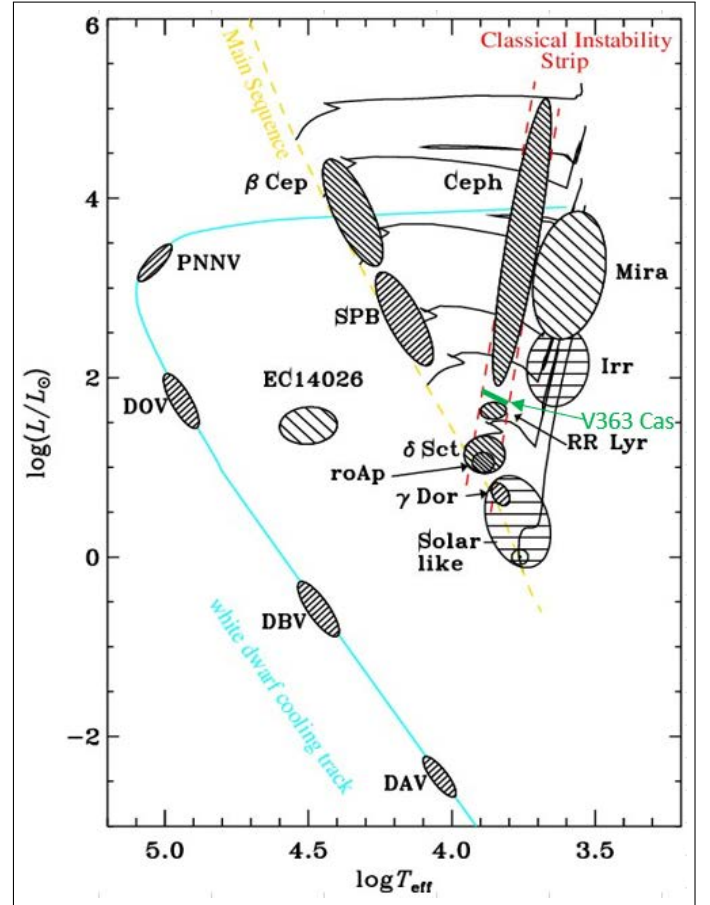 6
4
2
0
−2
log(L/L⊙)
Main Sequence
Classical Instability
Strip
β Cep
Ceph
PNNV
Mira
SPB
Irr
EC14026
DOV
V363 Cas
RR Lyr
δ Sct
roAp
γ Dor
Solar
like
DBV
white dwarf cooling track
DAV
5.0 4.5 4.0 3.5
logTeff